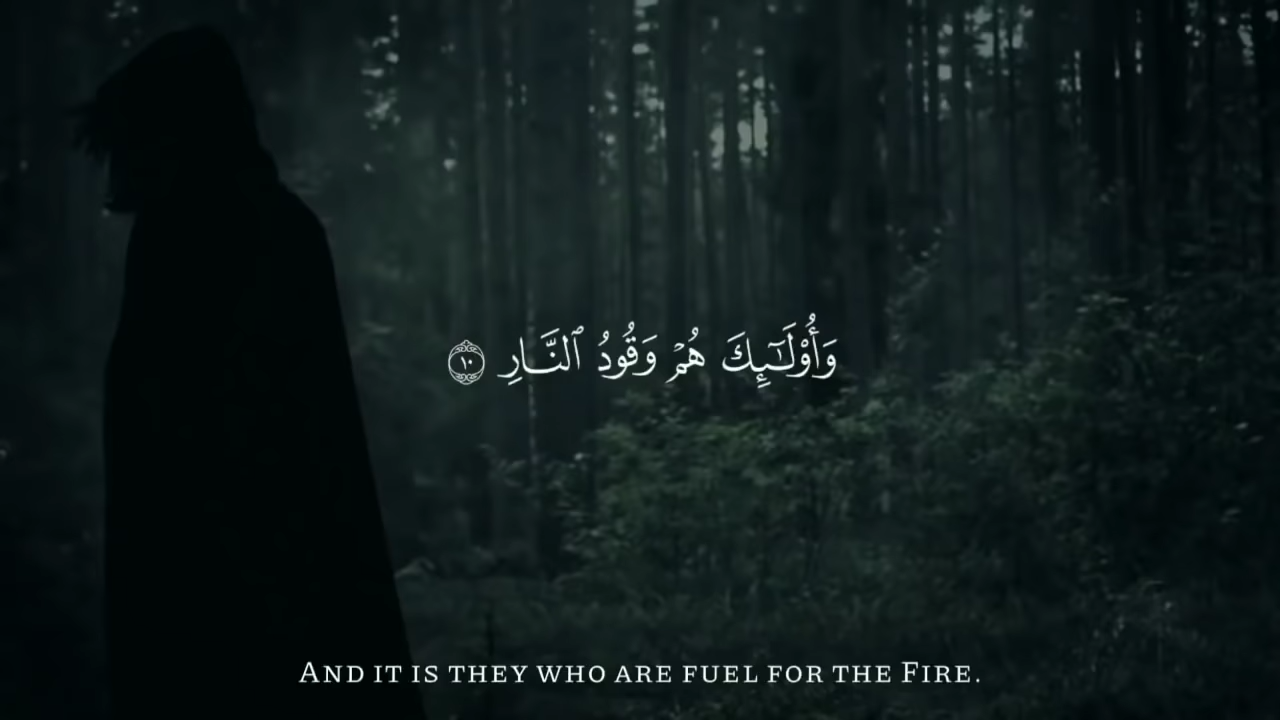 وَأُو۟لَـٰٓئِكَ هُمْ وَقُودُ ٱلنَّارِ ١٠
And it is they who are fuel for the Fire.